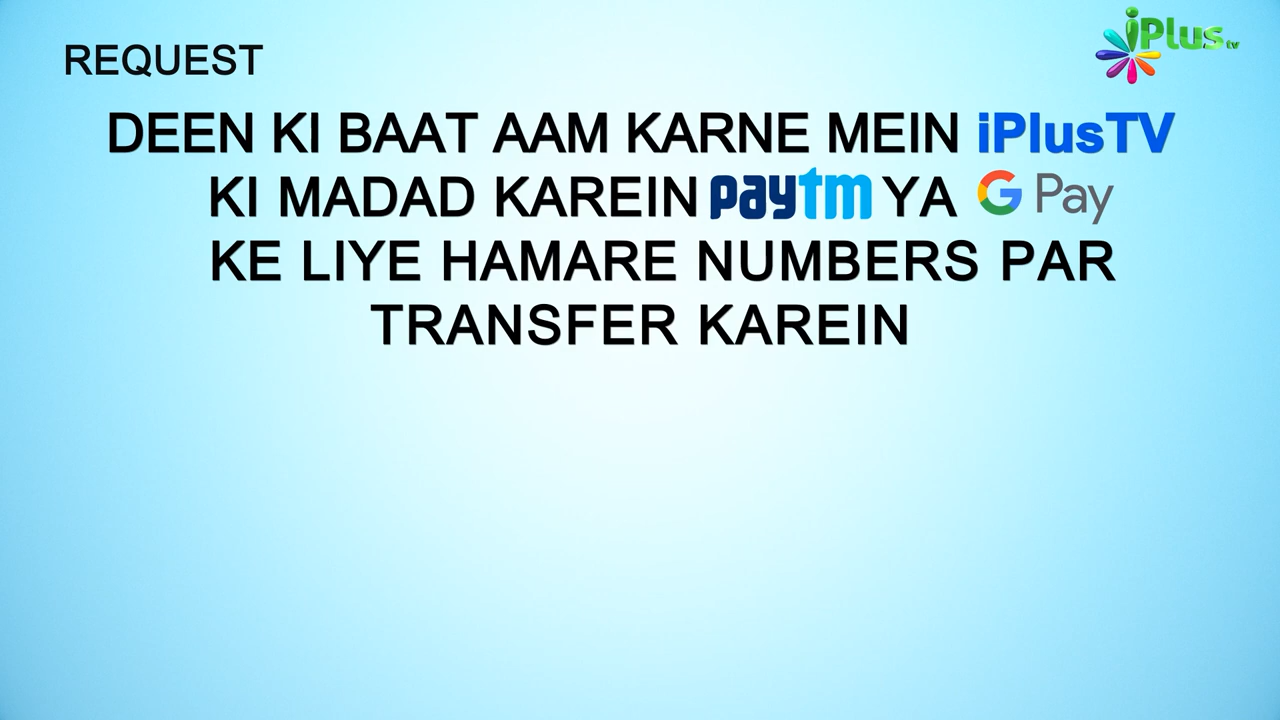 REQUEST
iPlus tv
DEEN KI BAAT AAM KARNE MEIN iPlusTV
KI MADAD KAREIN paytm YA G Pay
KE LIYE HAMARE NUMBERS PAR
TRANSFER KAREIN